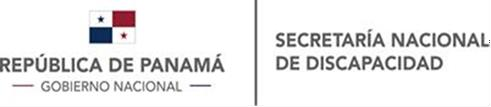 REPÚBLICA DE PANAMÁ
— GOBIERNO NACIONAL —
SECRETARÍA NACIONAL
DE DISCAPACIDAD